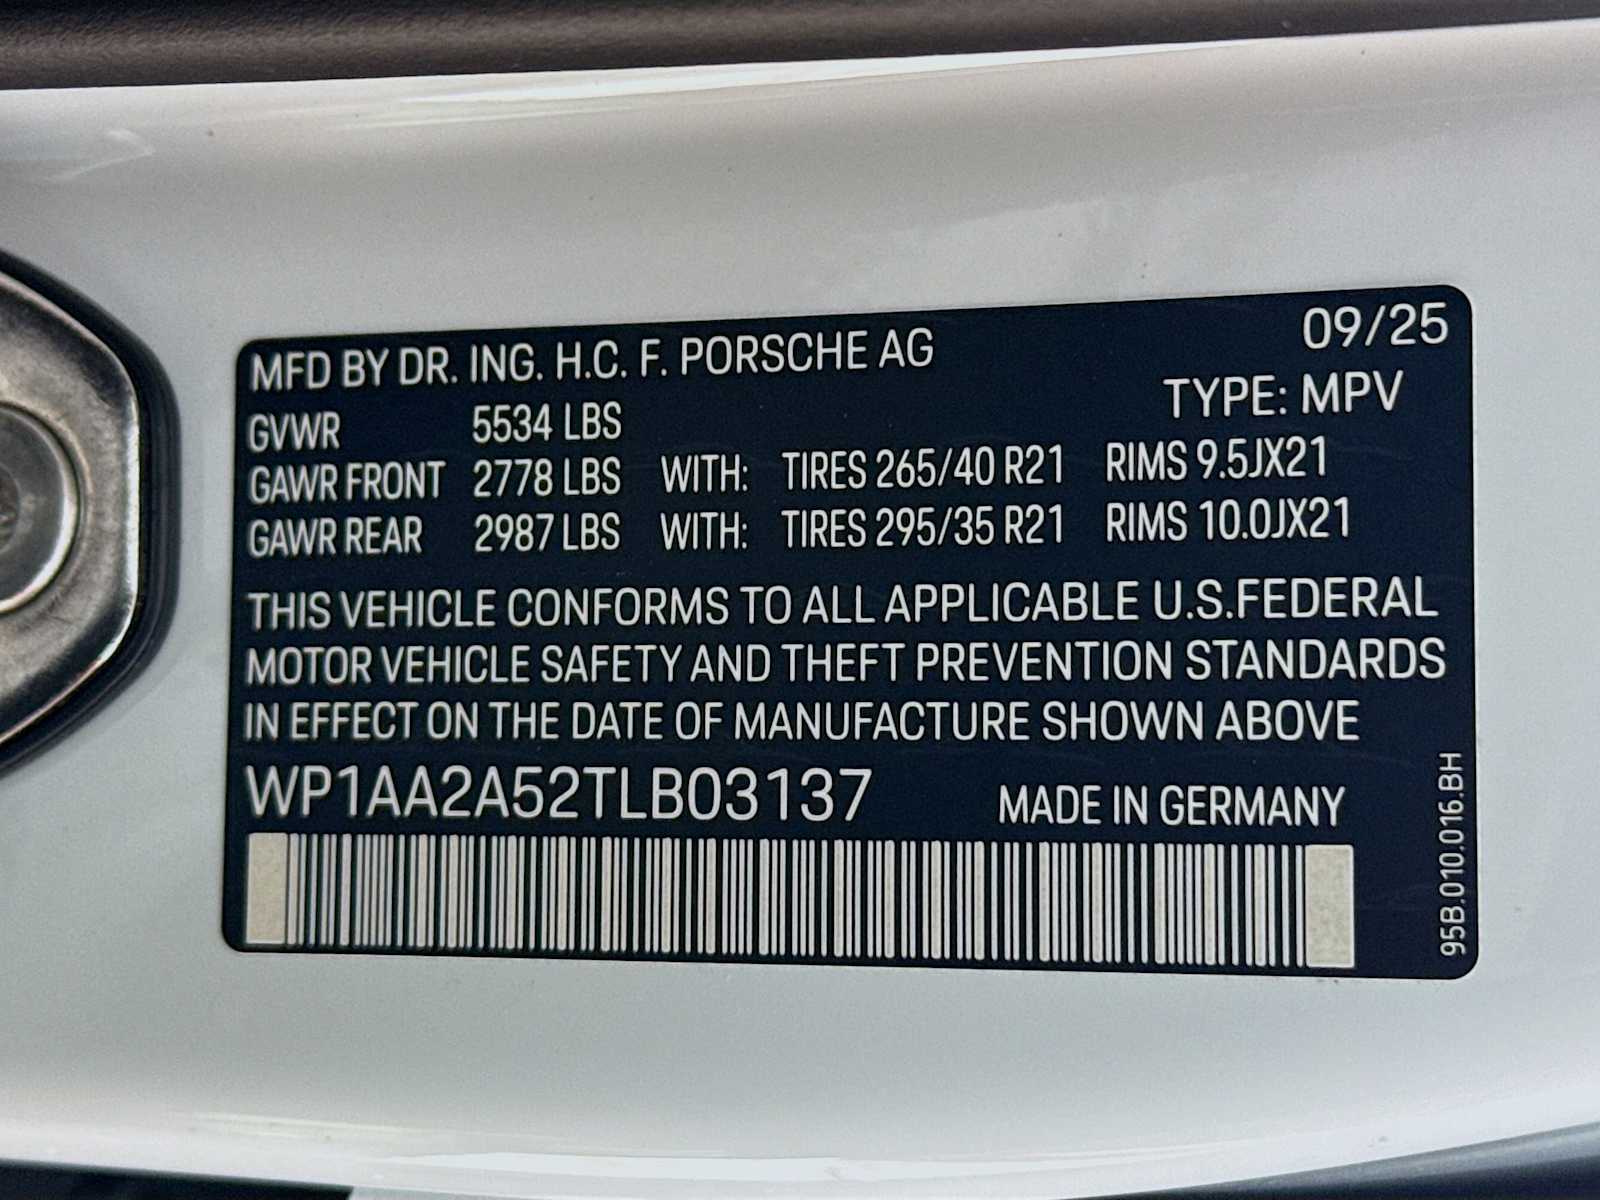 MFD BY DR. ING. H.C. F. PORSCHE AG 09/25
TYPE: MPV
GVWR 5534 LBS
GAWR FRONT 2778 LBS WITH: TIRES 265/40 R21 RIMS 9.5JX21
GAWR REAR 2987 LBS WITH: TIRES 295/35 R21 RIMS 10.0JX21
THIS VEHICLE CONFORMS TO ALL APPLICABLE U.S.FEDERAL
MOTOR VEHICLE SAFETY AND THEFT PREVENTION STANDARDS
IN EFFECT ON THE DATE OF MANUFACTURE SHOWN ABOVE
WP1AA2A52TLB03137 MADE IN GERMANY
95B.010.016.BH